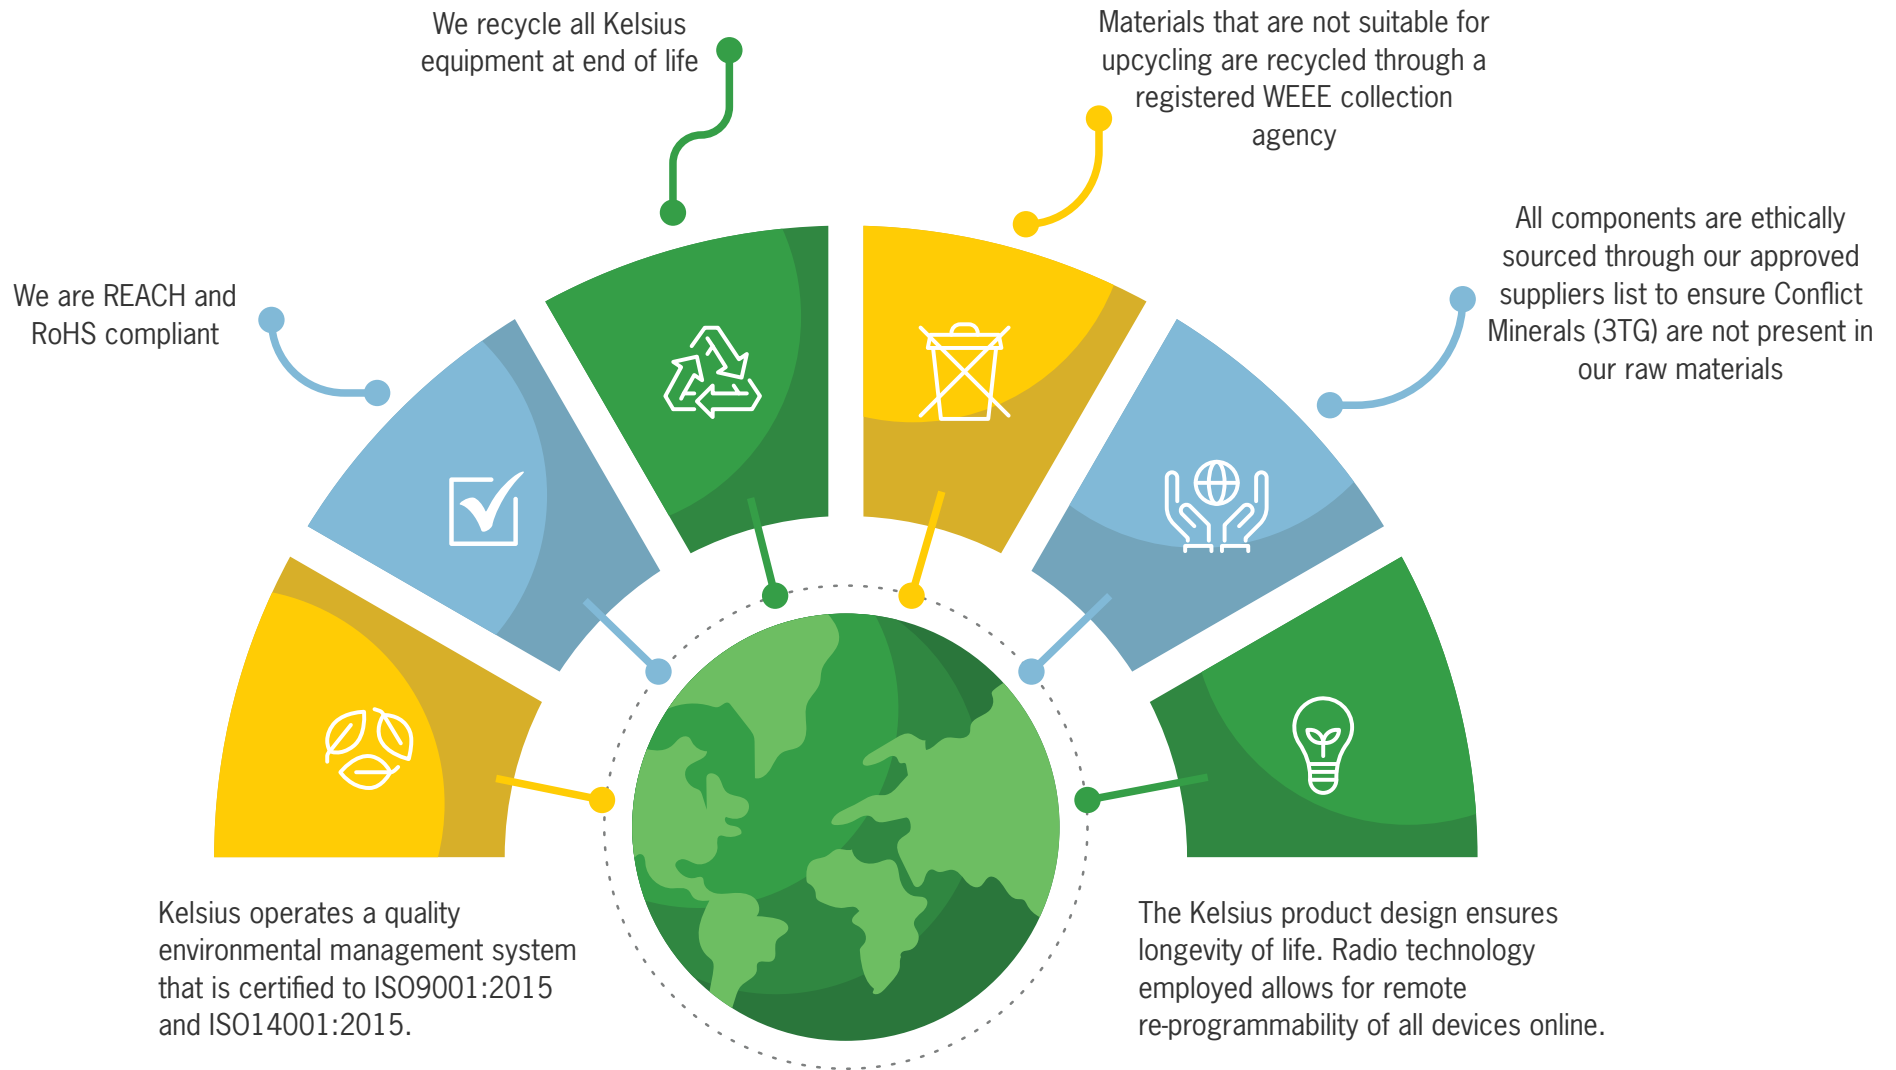 We recycle all Kelsius
equipment at end of life
Materials that are not suitable for
upcycling are recycled through a
registered WEEE collection
agency
All components are ethically
sourced through our approved
suppliers list to ensure Conflict
Minerals (3TG) are not present in
our raw materials
We are REACH and
RoHS compliant
Kelsius operates a quality
environmental management system
that is certified to ISO9001:2015
and ISO14001:2015.
The Kelsius product design ensures
longevity of life. Radio technology
employed allows for remote
re-programmability of all devices online.